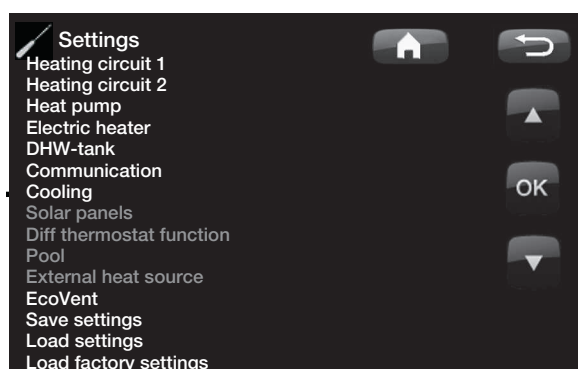 Settings
Heating circuit 1
Heating circuit 2
Heat pump
Electric heater
DHW-tank
Communication
Cooling
OK
Solar panels
Diff thermostat function
Pool
External heat source
EcoVent
Save settings
Load settings
Load factory settings